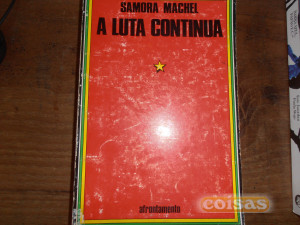 SAMORA MACHEL
A LUTA CONTINUA
afrontamento
coisas